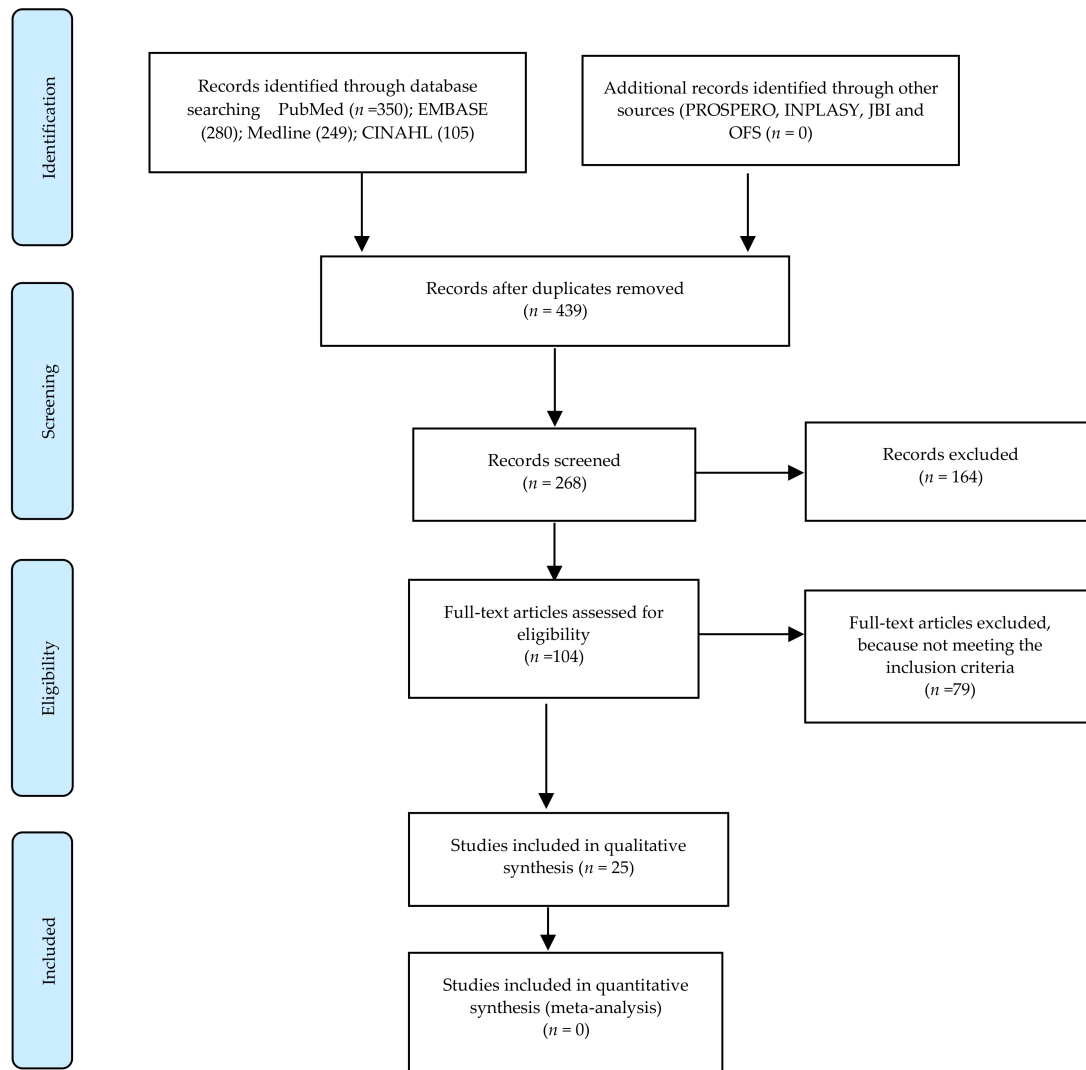 Identification
Records identified through database
searching PubMed (n =350); EMBASE
(280); Medline (249); CINAHL (105)
Additional records identified through other
sources (PROSPERO, INPLASY, JBI and
OFS (n = 0)
Records after duplicates removed
(n = 439)
Screening
Records screened
(n = 268)
Records excluded
(n = 164)
Eligibility
Full-text articles assessed for
eligibility
(n =104)
Full-text articles excluded,
because not meeting the
inclusion criteria
(n =79)
Included
Studies included in qualitative
synthesis (n = 25)
Studies included in quantitative
synthesis (meta-analysis)
(n = 0)